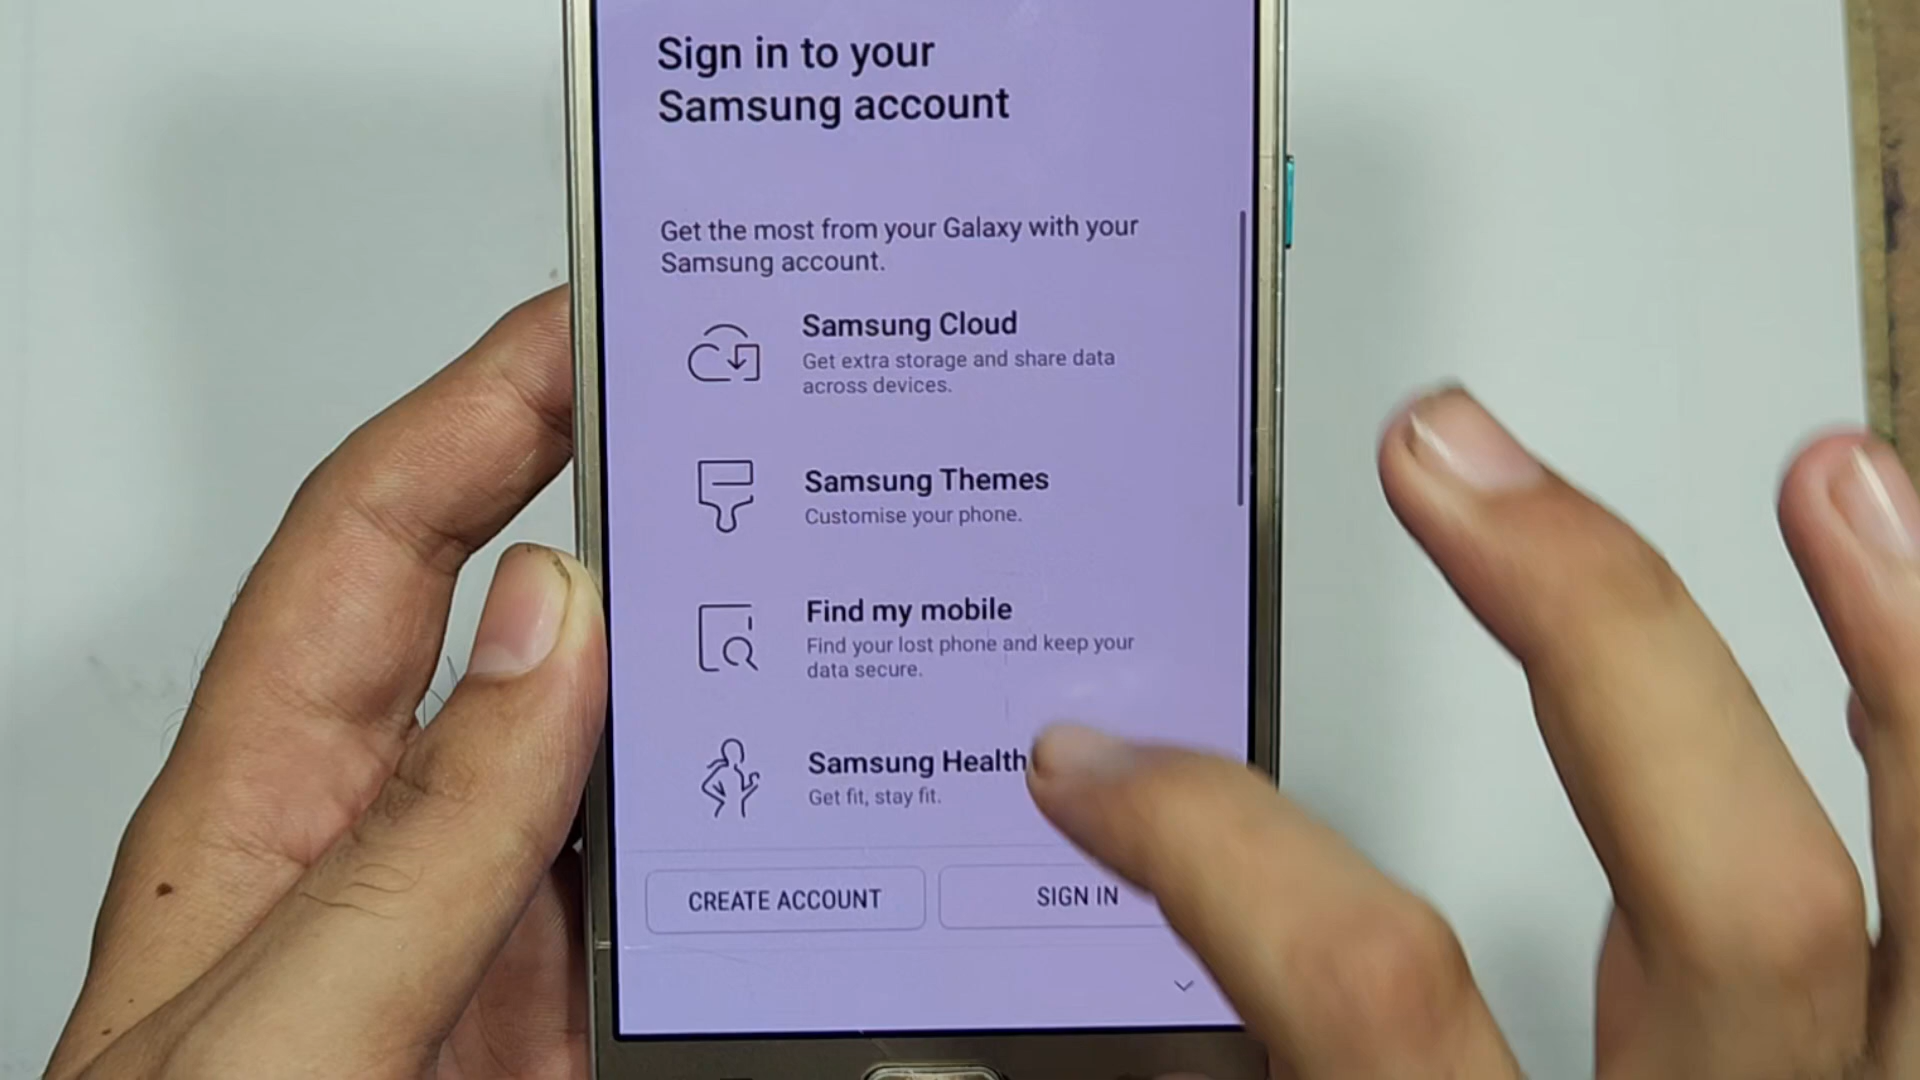 Sign in to your
Samsung account
Get the most from your Galaxy with your
Samsung account.
Samsung Cloud
Get extra storage and share data
across devices.
Samsung Themes
Customise your phone.
Find my mobile
Find your lost phone and keep your
data secure.
Samsung Health
Get fit, stay fit.
CREATE ACCOUNT
SIGN IN